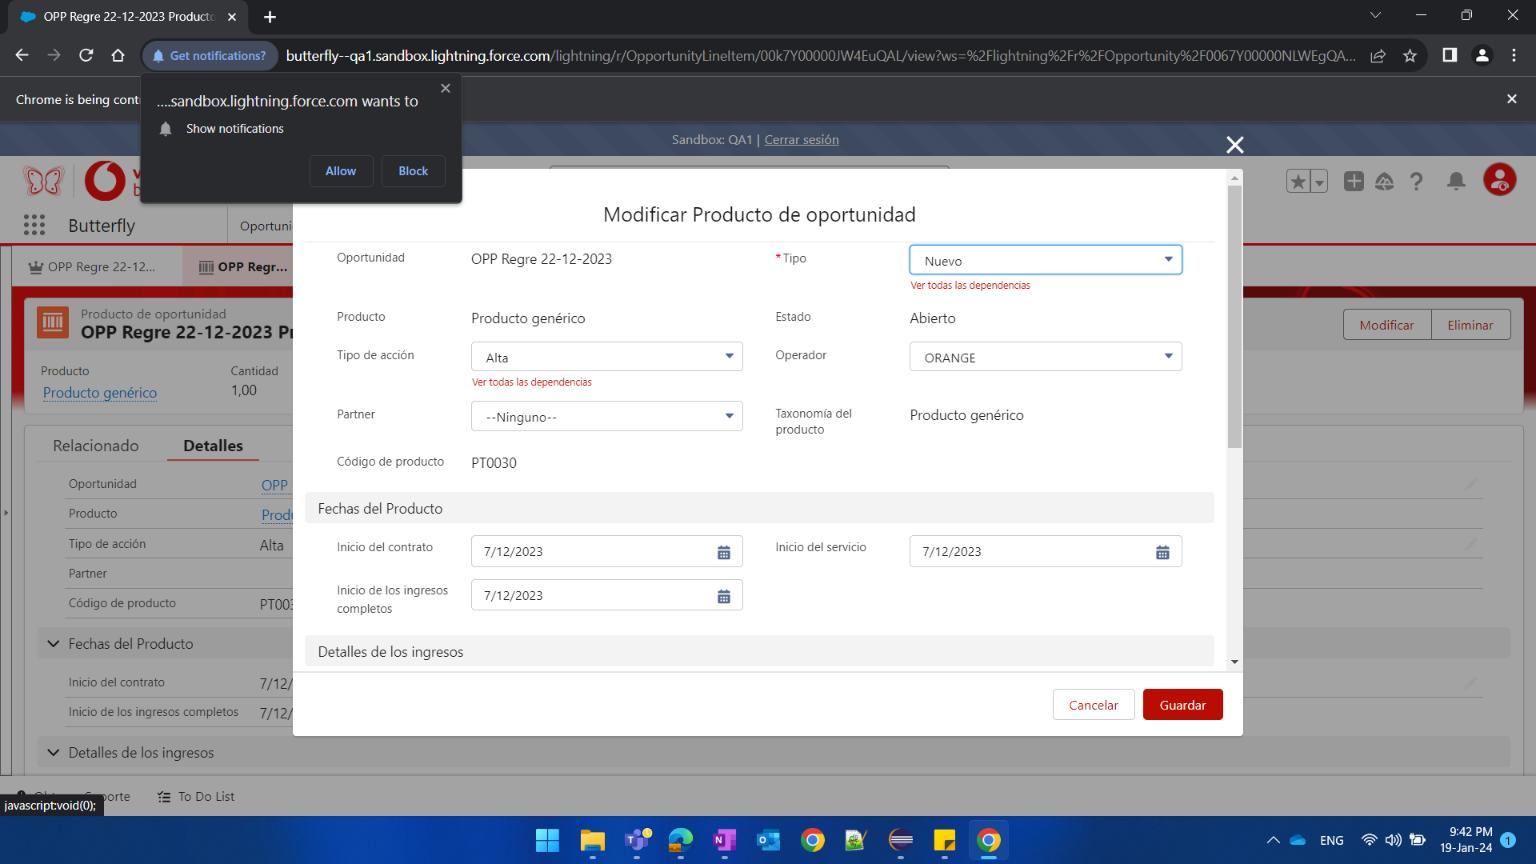 OPP Regre 22-12-2023 Producto
Get notifications?
butterfly--qa1.sandbox.lightning.force.com/lightning/r/OpportunityLineItem/00k7Y00000JW4EuQAL/view?ws=%2Flightning%2Fr%2FOpportunity%2F0067Y00000NLWEgQA...
Chrome is being cont
....sandbox.lightning.force.com wants to
Show notifications
Allow
Block
Sandbox: QA1 | Cerrar sesión
Butterfly
Oportuni
OPP Regre 22-12...
OPP Regr...
Producto de oportunidad
OPP Regre 22-12-2023 P
Modificar
Eliminar
Producto
Cantidad
Producto genérico
1,00
Relacionado
Detalles
Oportunidad
OPP
Producto
Produ
Tipo de acción
Alta
Partner
Código de producto
PT003
Fechas del Producto
Inicio del contrato
7/12/
Inicio de los ingresos completos
7/12/
Detalles de los ingresos
Modificar Producto de oportunidad
Oportunidad
OPP Regre 22-12-2023
*Tipo
Nuevo
Ver todas las dependencias
Producto
Producto genérico
Estado
Abierto
Tipo de acción
Alta
Ver todas las dependencias
Operador
ORANGE
Partner
--Ninguno--
Taxonomía del
producto
Producto genérico
Código de producto
PT0030
Fechas del Producto
Inicio del contrato
7/12/2023
Inicio del servicio
7/12/2023
Inicio de los ingresos
completos
7/12/2023
Detalles de los ingresos
Cancelar
Guardar
porte
To Do List
javascript:void(0);
ENG
9:42 PM
19-Jan-24
1